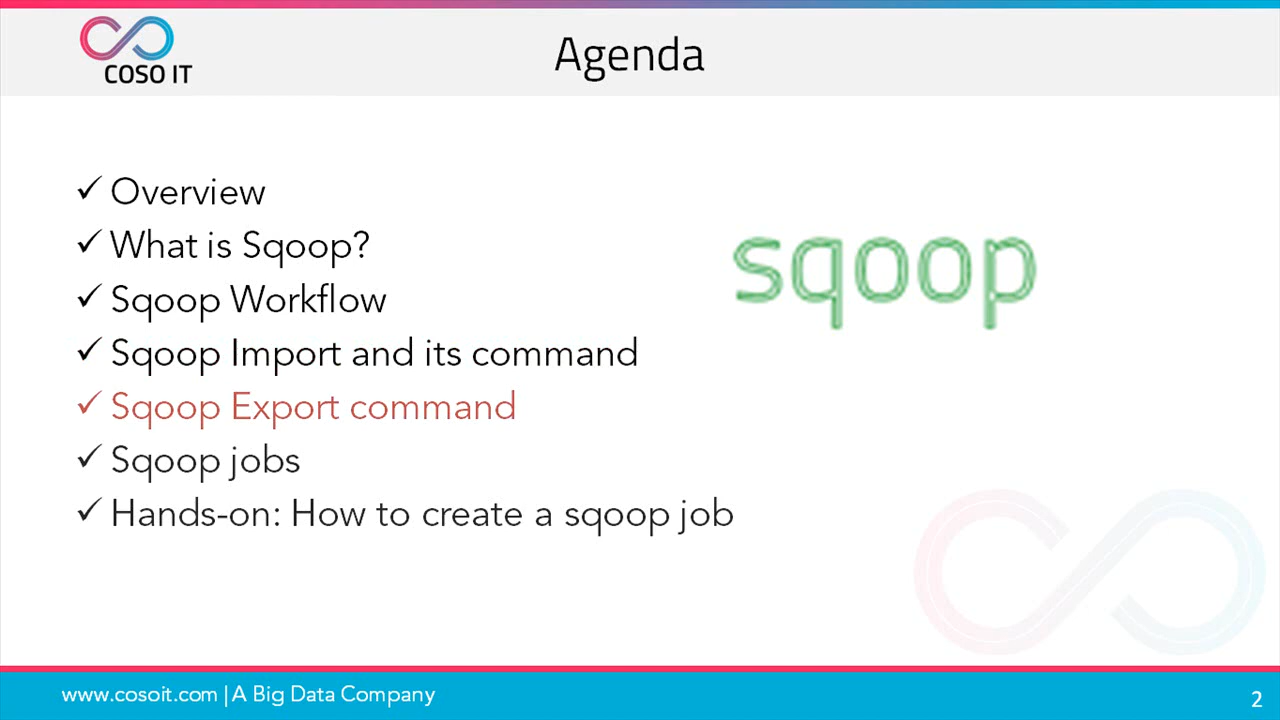 COSO IT
Agenda
✓ Overview
✓ What is Sqoop?
✓ Sqoop Workflow
✓ Sqoop Import and its command
✓ Sqoop Export command
✓ Sqoop jobs
✓ Hands-on: How to create a sqoop job
sqoop
www.cosoit.com | A Big Data Company
2